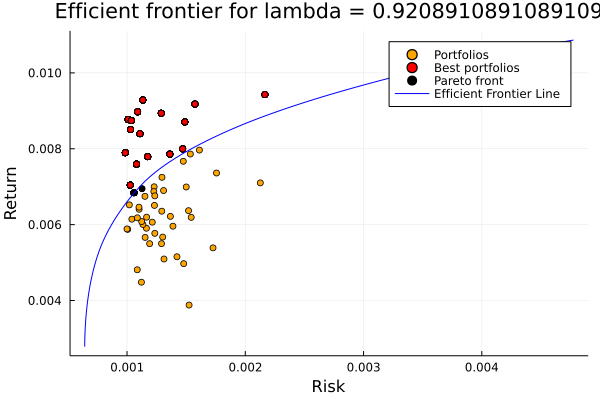 Efficient frontier for lambda = 0.9208910891089109
Portfolios
Best portfolios
Pareto front
Efficient Frontier Line
0.010
0.008
0.006
0.004
Return
0.001
0.002
0.003
0.004
Risk